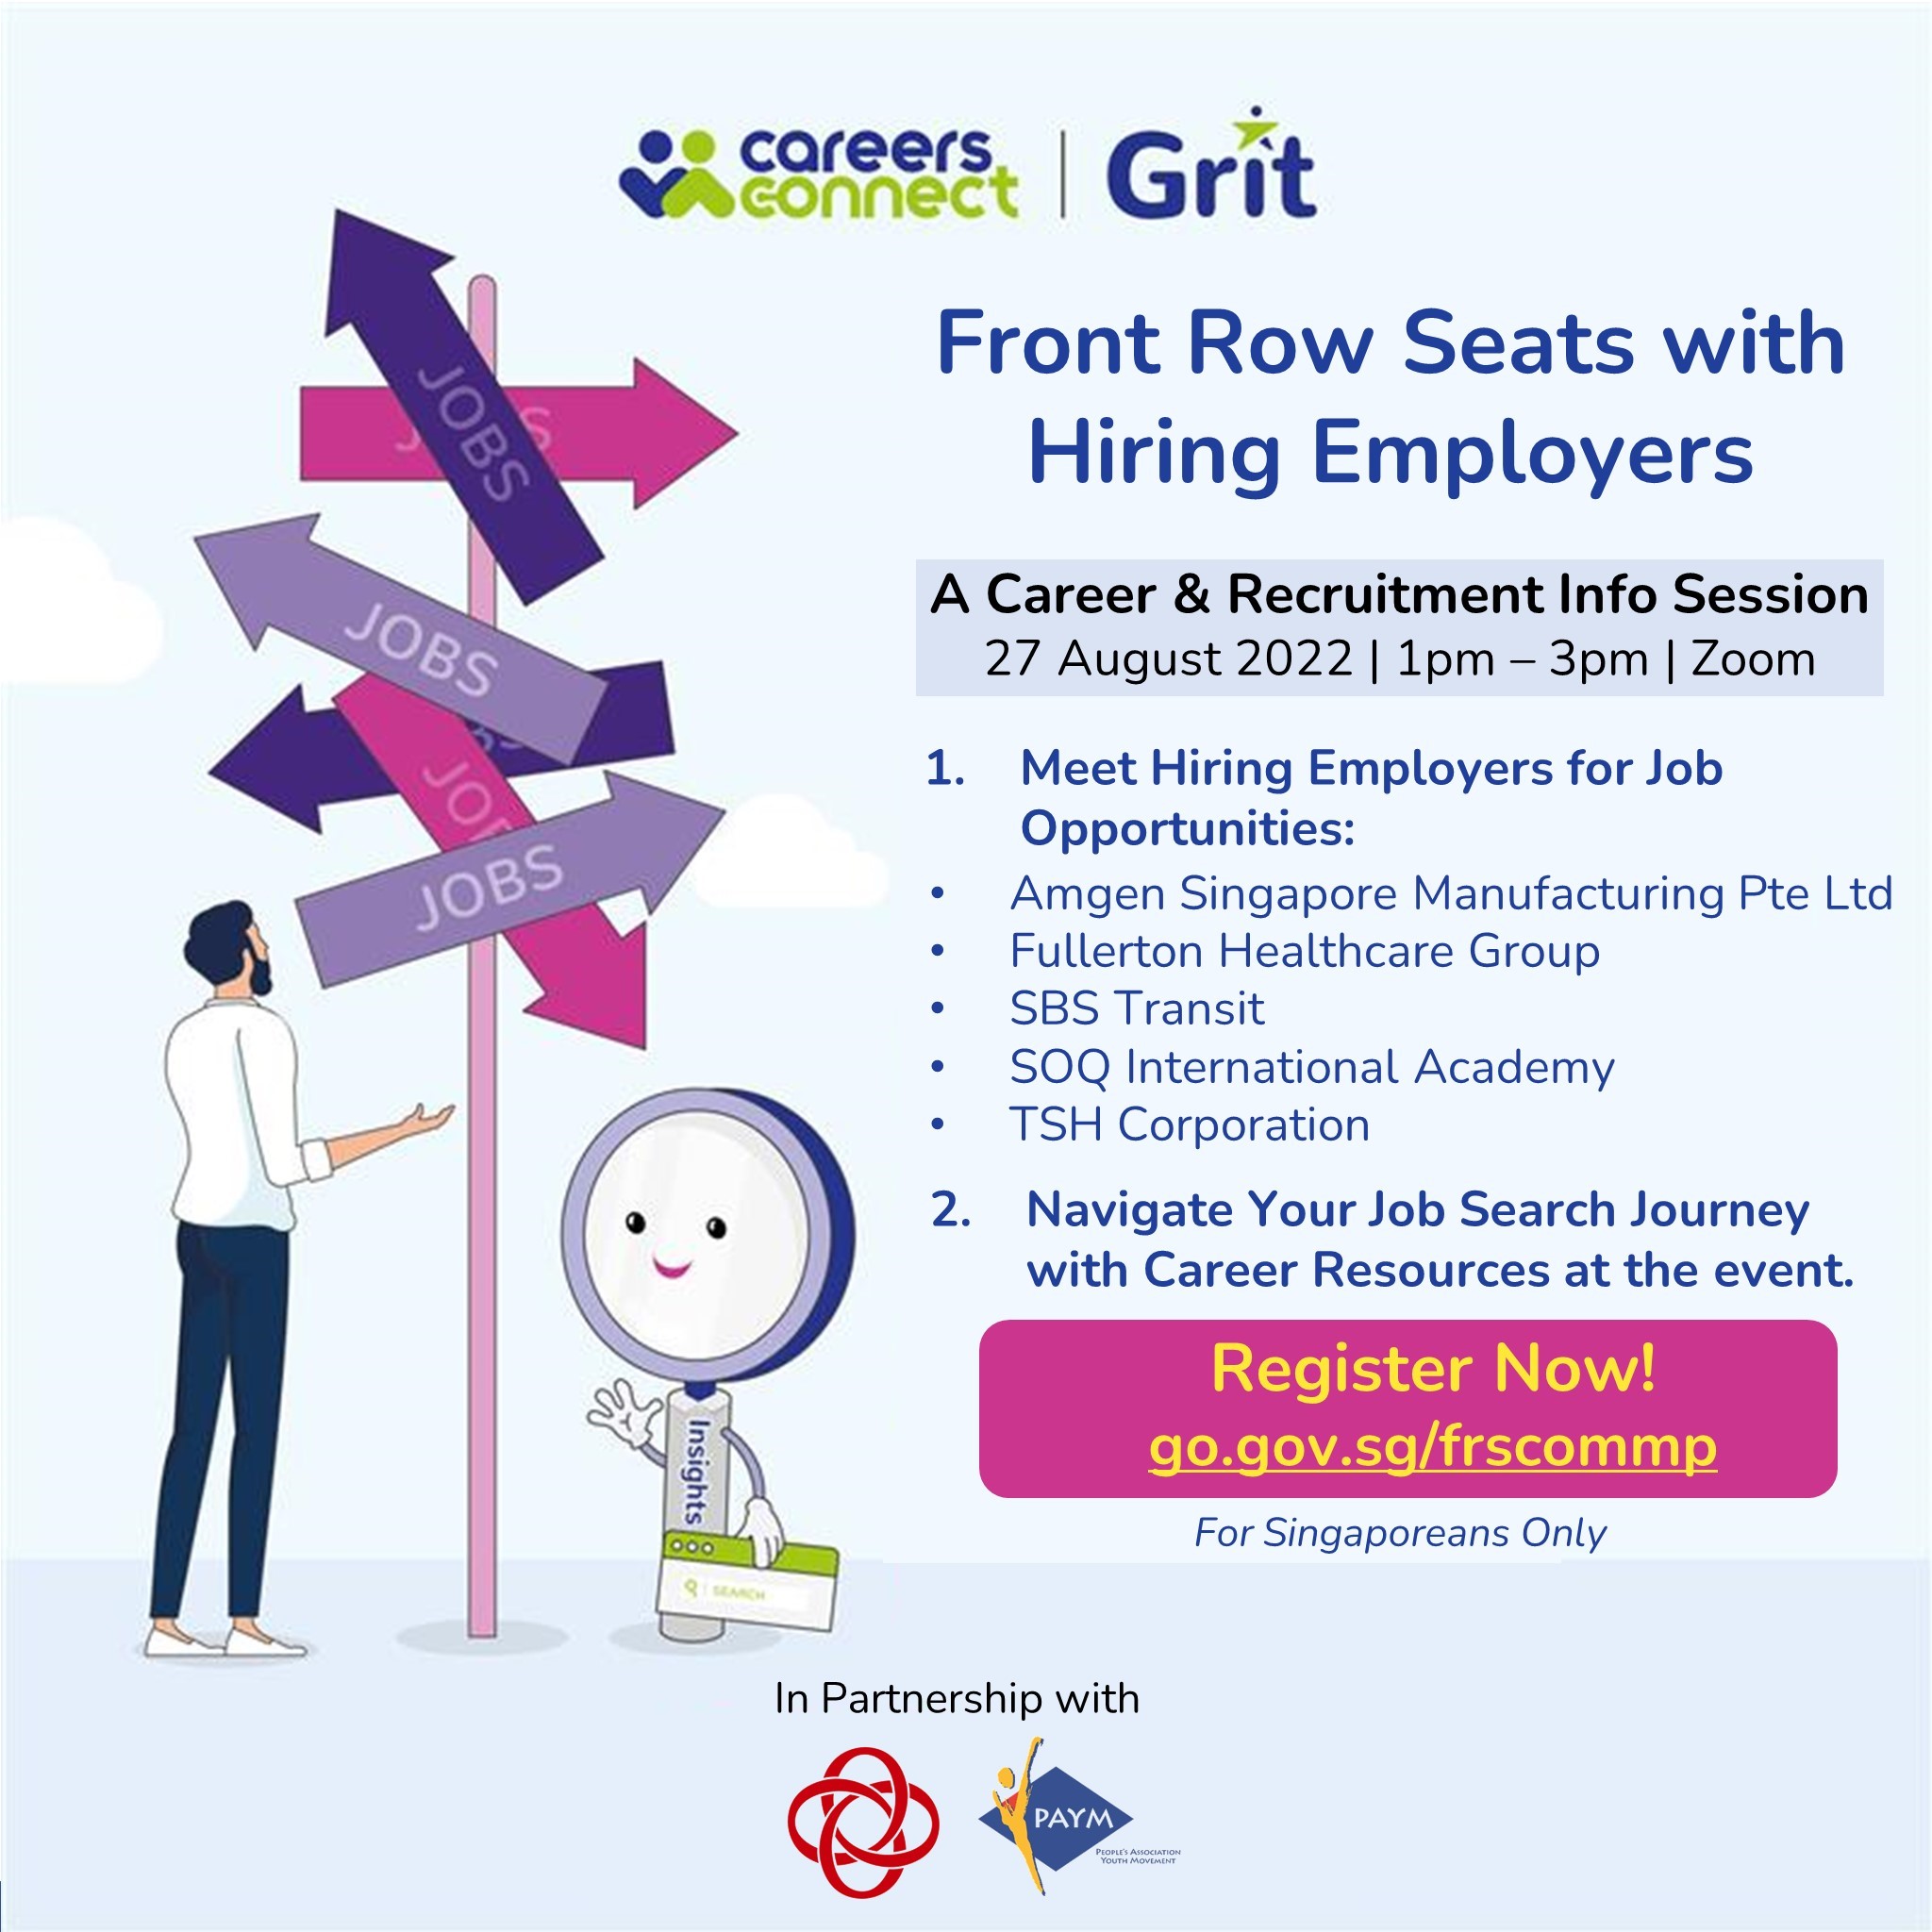 careers
connect
Grit
Front Row Seats with
Hiring Employers
A Career & Recruitment Info Session
27 August 2022 | 1pm – 3pm | Zoom
1. Meet Hiring Employers for Job
Opportunities:
• Amgen Singapore Manufacturing Pte Ltd
• Fullerton Healthcare Group
• SBS Transit
• SOQ International Academy
• TSH Corporation
2. Navigate Your Job Search Journey
with Career Resources at the event.
Register Now!
go.gov.sg/frscommp
For Singaporeans Only
JOBS
J S
JOBS
BS
JOB
JOBS
Insights
SEARCH
In Partnership with
PAYM
PEOPLE'S ASSOCIATION
YOUTH MOVEMENT